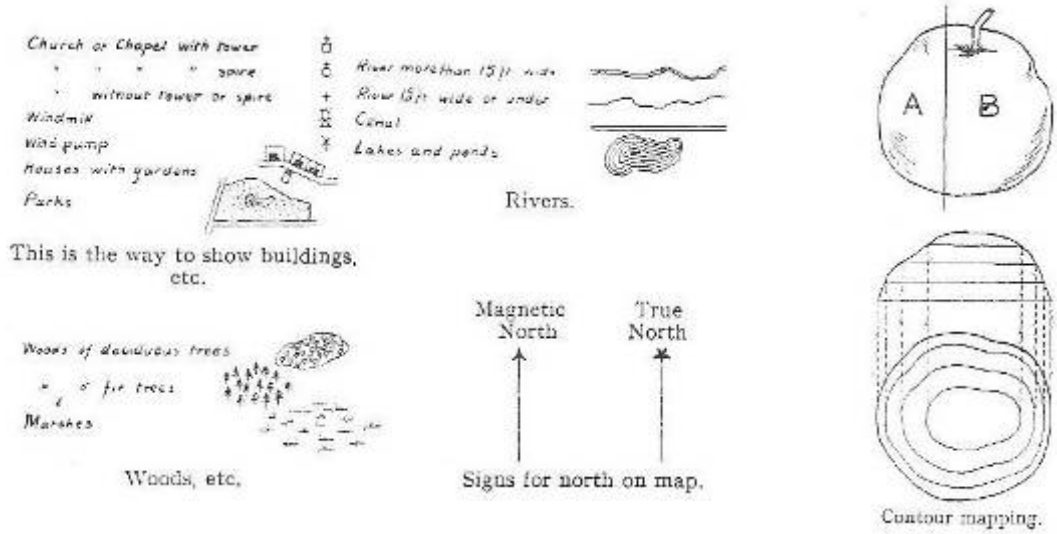 Church or Chapel with tower
" " " " spire
" without tower or spire
Windmill
Wind pump
Houses with gardens
Parks
This is the way to show buildings,
etc.
River more than 15 ft wide
River 15 ft wide or under
Canal
Lakes and ponds
Rivers.
A B
Woods of deciduous trees
" " fir trees
Marshes
Woods, etc.
Magnetic
North
True
North
Signs for north on map.
Contour mapping.